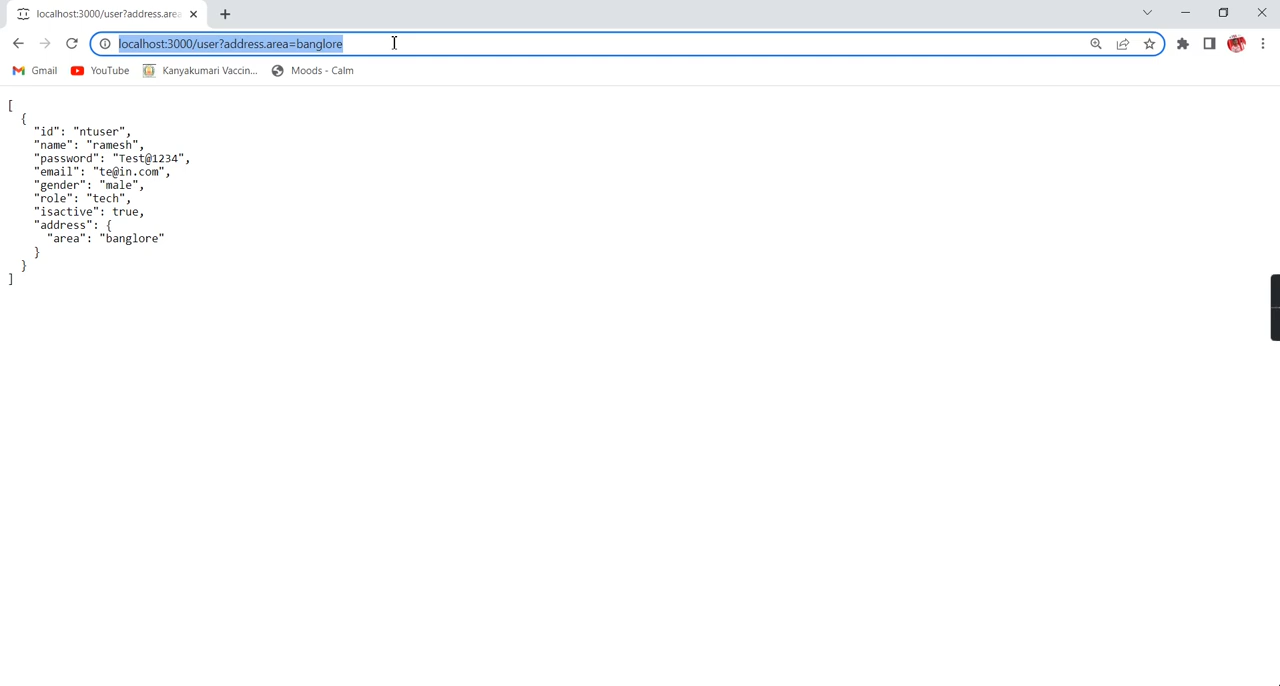 localhost:3000/user?address.area
localhost:3000/user?address.area=banglore
Gmail YouTube Kanyakumari Vaccin... Moods - Calm
[
  {
    "id": "ntuser",
    "name": "ramesh",
    "password": "Test@1234",
    "email": "te@in.com",
    "gender": "male",
    "role": "tech",
    "isactive": true,
    "address": {
      "area": "banglore"
    }
  }
]